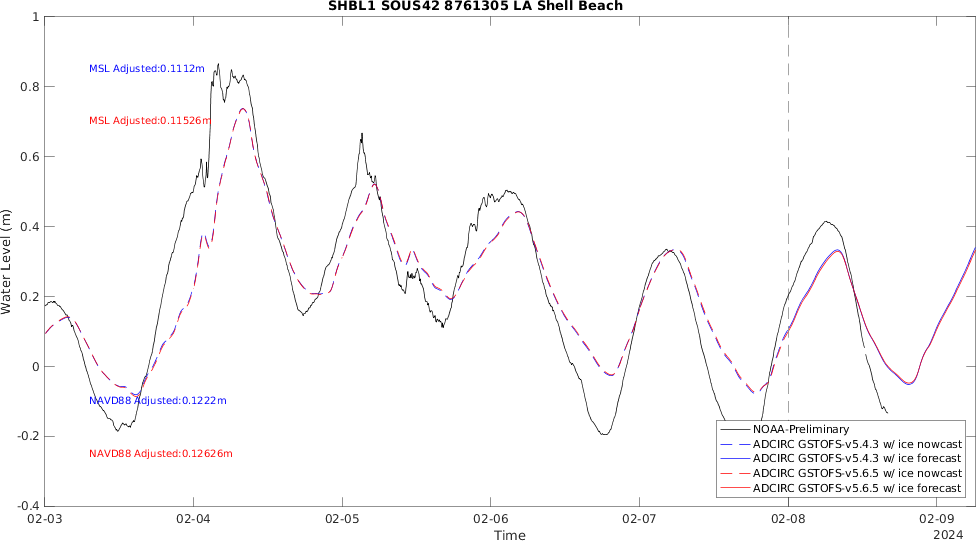 SHBL1 SOUS42 8761305 LA Shell Beach
1
0.8
0.6
0.4
0.2
0
-0.2
-0.4
Water Level (m)
MSL Adjusted:0.1112m
MSL Adjusted:0.11526m
NAVD88 Adjusted:0.1222m
NAVD88 Adjusted:0.12626m
NOAA-Preliminary
ADCIRC GSTOFS-v5.4.3 w/ ice nowcast
ADCIRC GSTOFS-v5.4.3 w/ ice forecast
ADCIRC GSTOFS-v5.6.5 w/ ice nowcast
ADCIRC GSTOFS-v5.6.5 w/ ice forecast
02-03 02-04 02-05 02-06 02-07 02-08 02-09
Time
2024